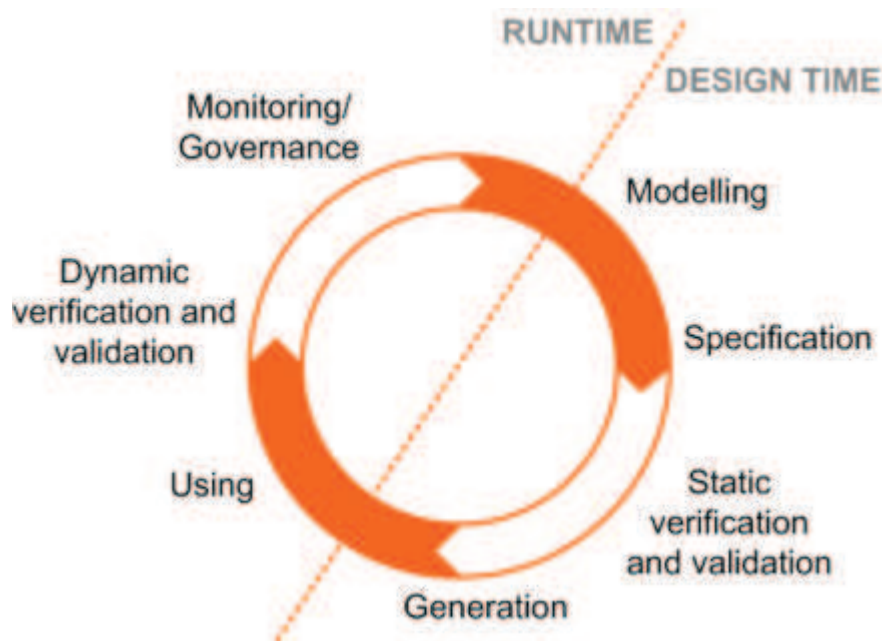 RUNTIME
DESIGN TIME
Monitoring/
Governance
Modelling
Dynamic
verification and
validation
Specification
Using
Static
verification
and validation
Generation